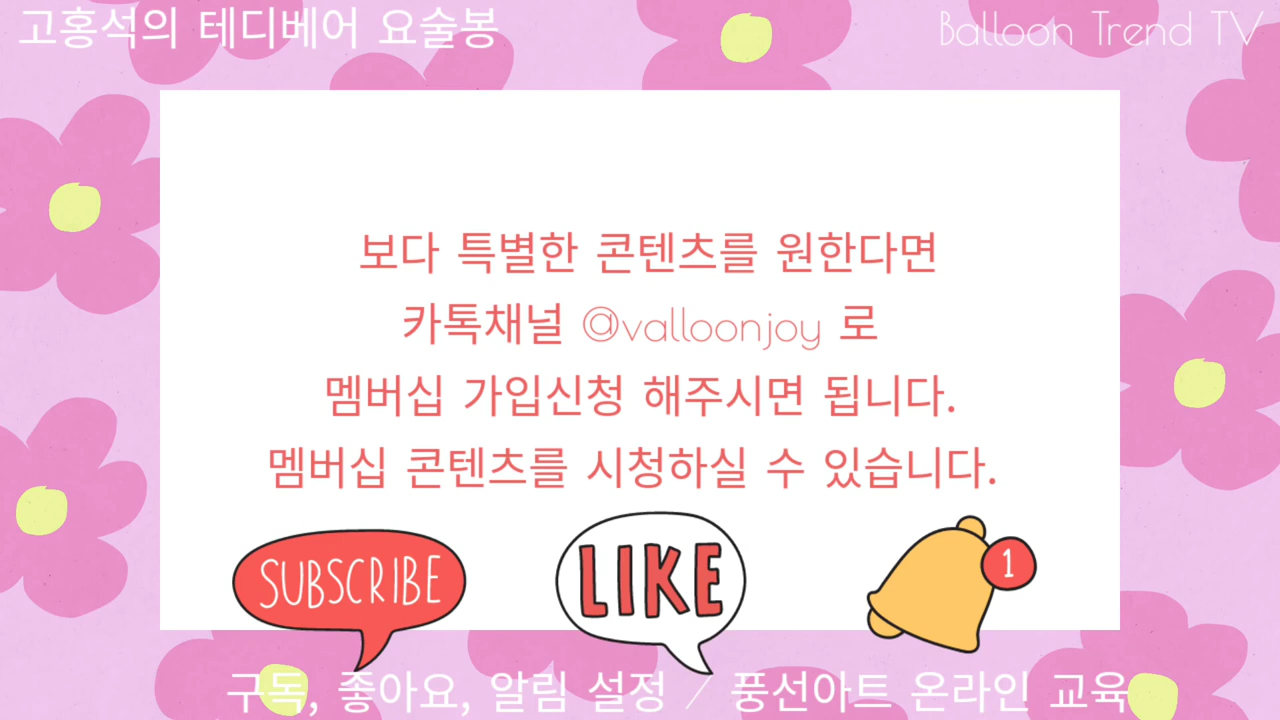 고홍석의 테디베어 요술봉
Balloon Trend TV
보다 특별한 콘텐츠를 원한다면
카톡채널 @valloonjoy 로
멤버십 가입신청 해주시면 됩니다.
멤버십 콘텐츠를 시청하실 수 있습니다.
SUBSCRIBE
LIKE
1
구독, 좋아요, 알림 설정 / 풍선아트 온라인 교육